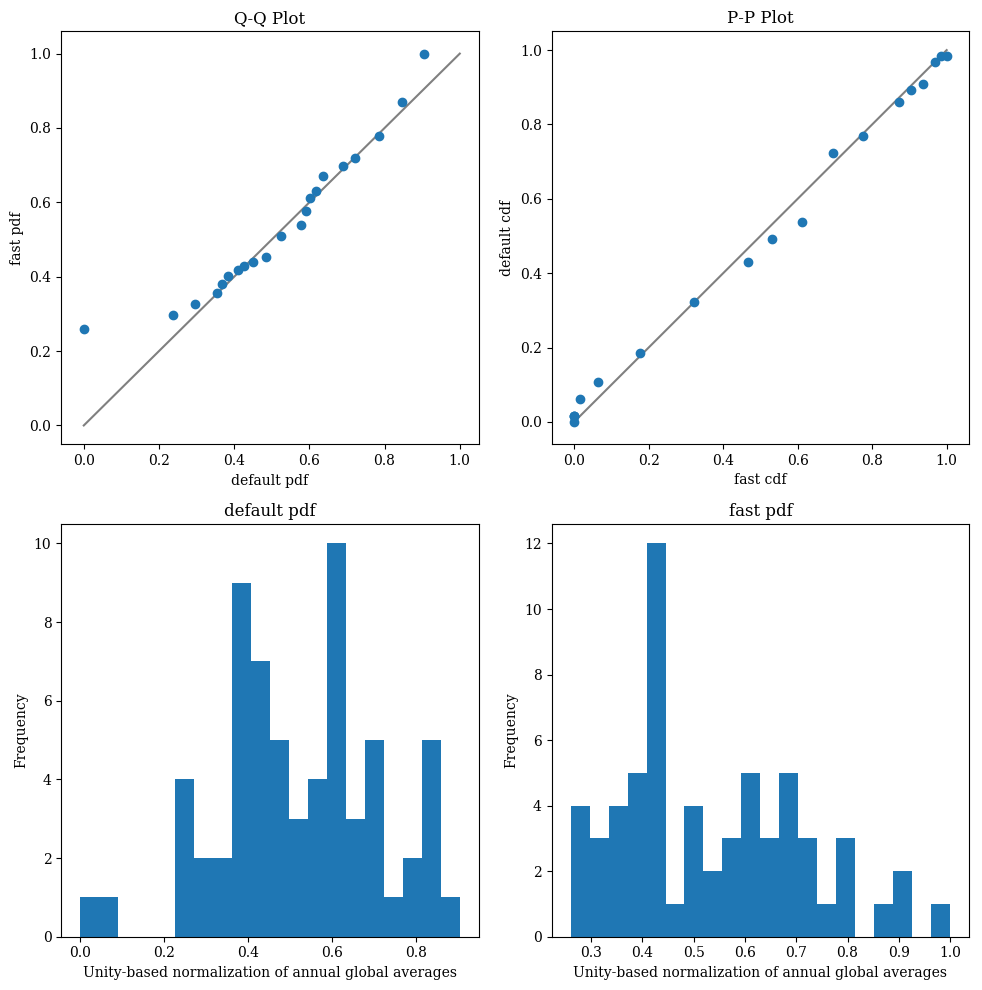 Q-Q Plot
1.0
0.8
0.6
0.4
0.2
0.0
fast pdf
0.0 0.2 0.4 0.6 0.8 1.0
default pdf
P-P Plot
1.0
0.8
0.6
0.4
0.2
0.0
default cdf
0.0 0.2 0.4 0.6 0.8 1.0
fast cdf
default pdf
10
8
6
4
2
0
Frequency
0.0 0.2 0.4 0.6 0.8
Unity-based normalization of annual global averages
fast pdf
12
10
8
6
4
2
0
Frequency
0.3 0.4 0.5 0.6 0.7 0.8 0.9 1.0
Unity-based normalization of annual global averages